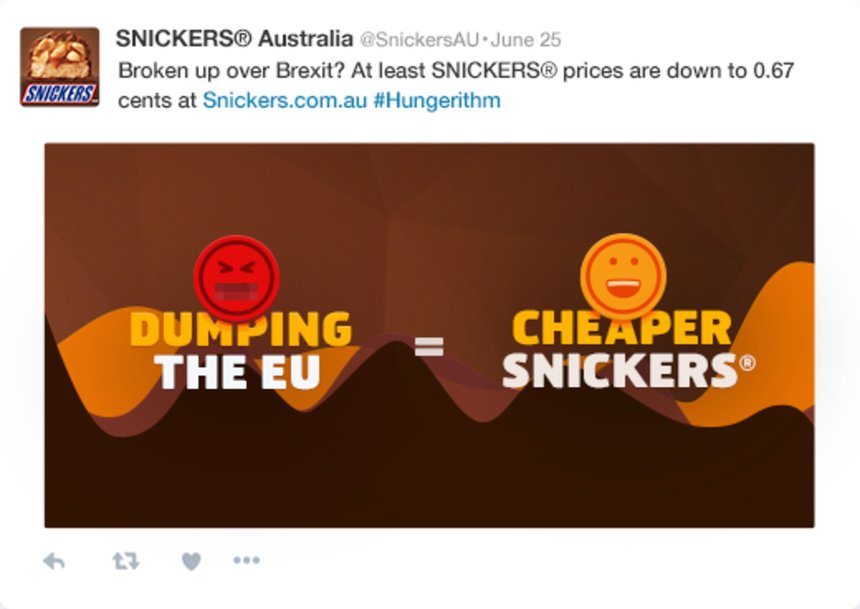 SNICKERS® Australia @SnickersAU•June 25
Broken up over Brexit? At least SNICKERS® prices are down to 0.67
cents at Snickers.com.au #Hungerithm
SNICKERS
DUMPING
THE EU
=
CHEAPER
SNICKERS®